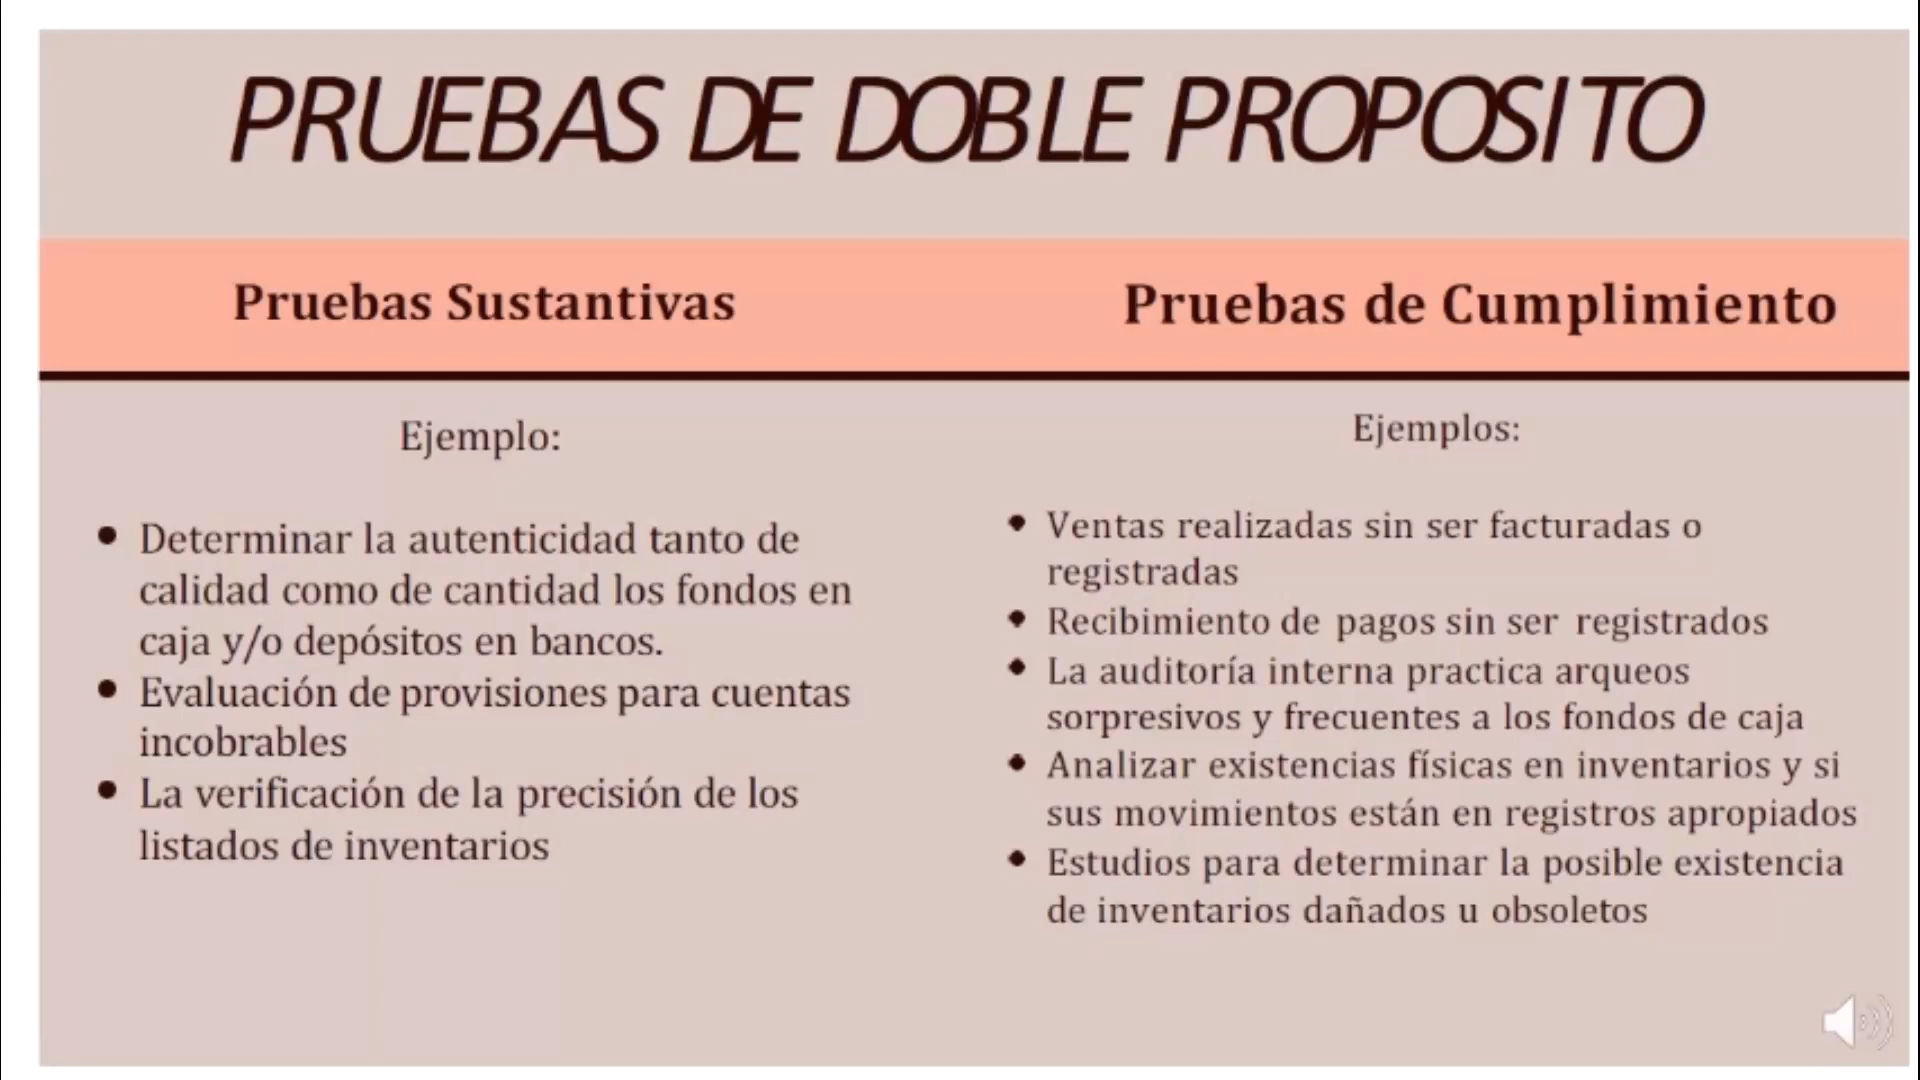 PRUEBAS DE DOBLE PROPOSITO
Pruebas Sustantivas
Pruebas de Cumplimiento
Ejemplo:
• Determinar la autenticidad tanto de
calidad como de cantidad los fondos en
caja y/o depósitos en bancos.
• Evaluación de provisiones para cuentas
incobrables
• La verificación de la precisión de los
listados de inventarios
Ejemplos:
• Ventas realizadas sin ser facturadas o
registradas
• Recibimiento de pagos sin ser registrados
• La auditoría interna practica arqueos
sorpresivos y frecuentes a los fondos de caja
• Analizar existencias físicas en inventarios y si
sus movimientos están en registros apropiados
• Estudios para determinar la posible existencia
de inventarios dañados u obsoletos